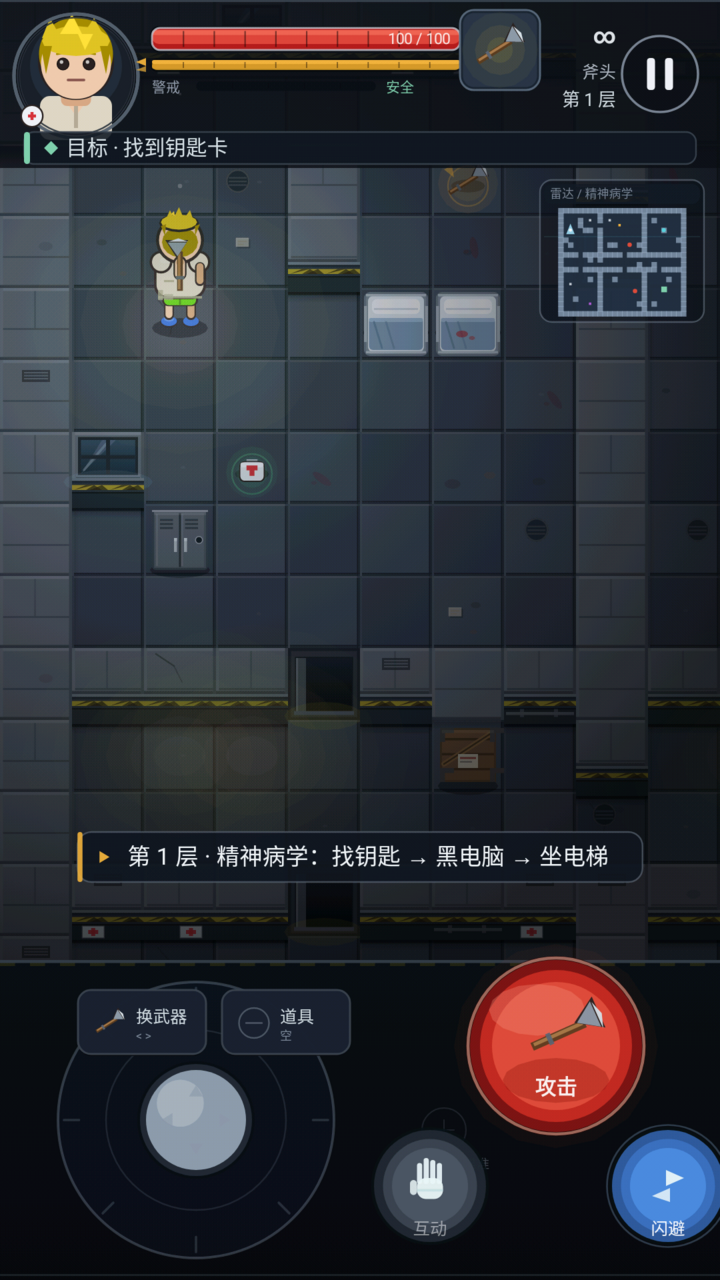 100 / 100
∞
斧头
第 1 层
警戒
安全
◆ 目标 · 找到钥匙卡
雷达 / 精神病学
第 1 层 · 精神病学：找钥匙 → 黑电脑 → 坐电梯
换武器
< >
道具
空
攻击
互动
闪避